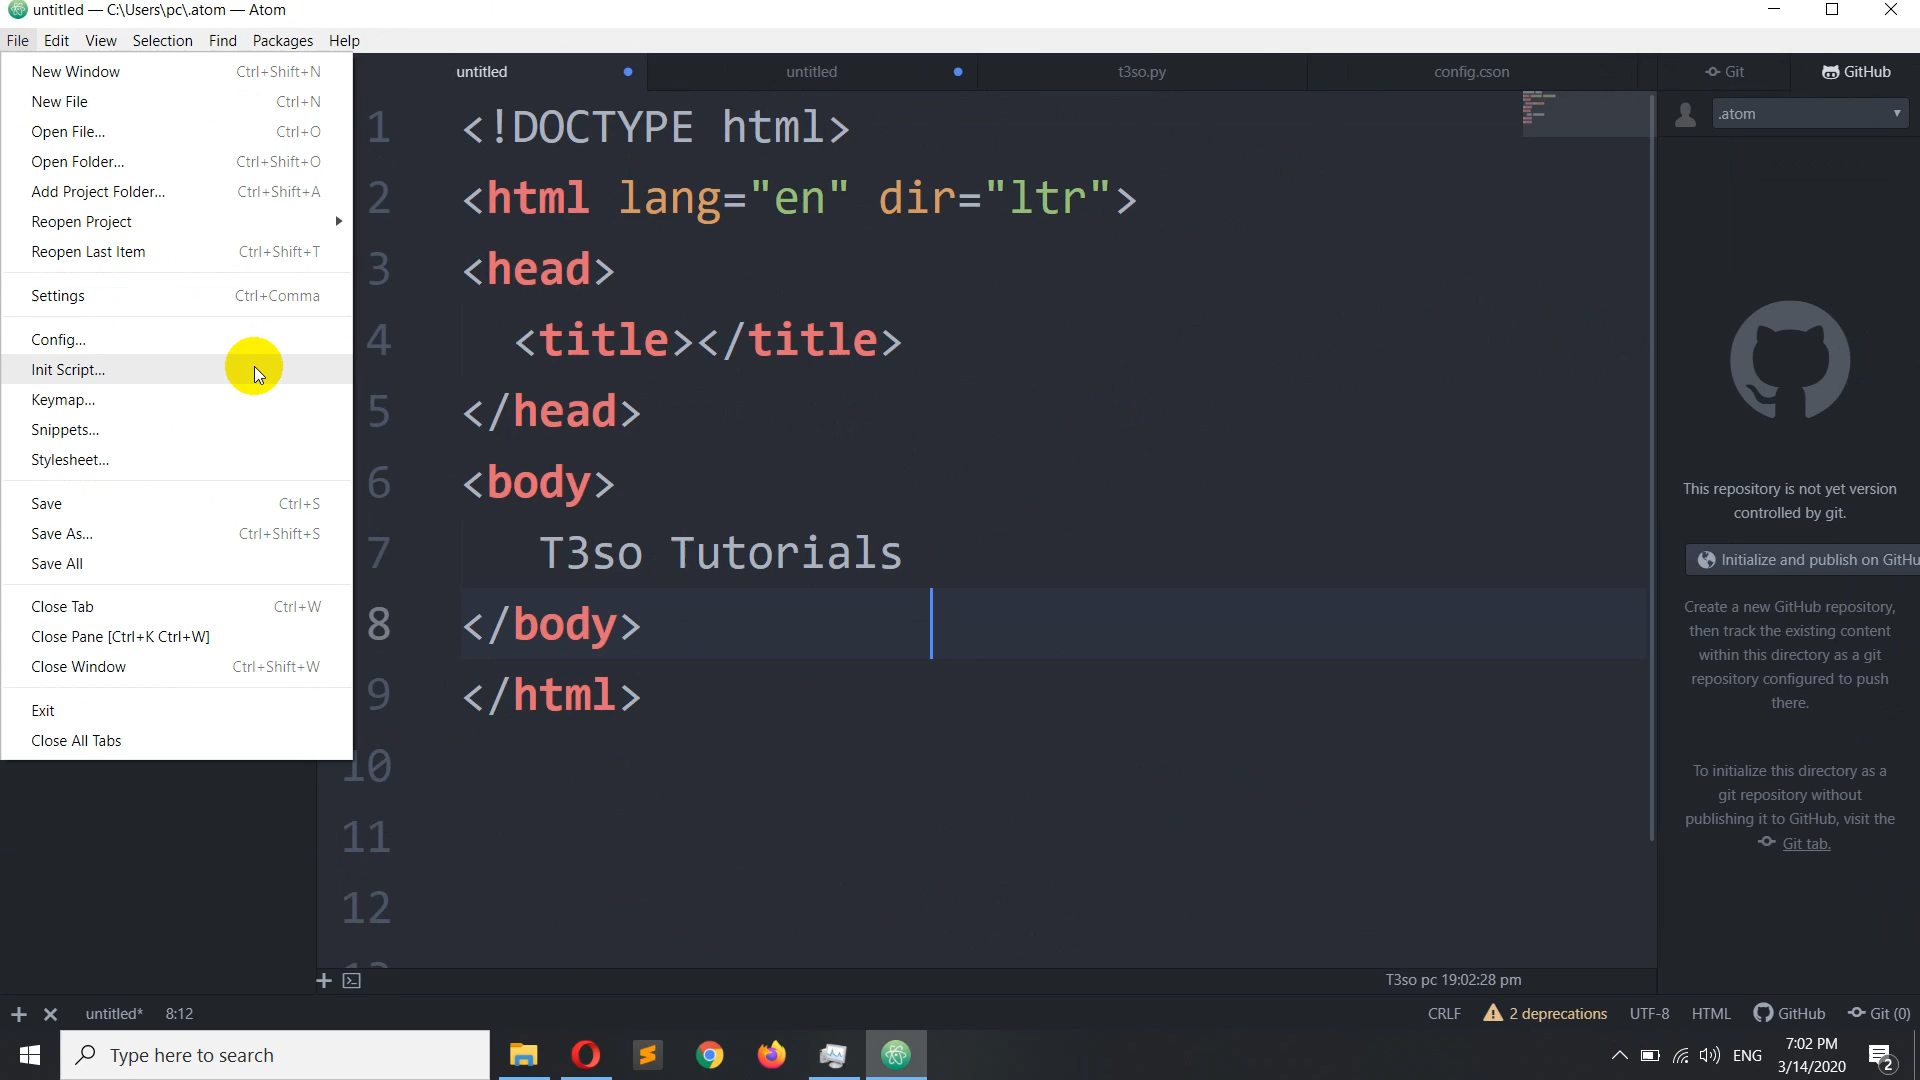 untitled — C:\Users\pc\.atom — Atom
File Edit View Selection Find Packages Help
New Window Ctrl+Shift+N
New File Ctrl+N
Open File... Ctrl+O
Open Folder... Ctrl+Shift+O
Add Project Folder... Ctrl+Shift+A
Reopen Project
Reopen Last Item Ctrl+Shift+T
Settings Ctrl+Comma
Config...
Init Script...
Keymap...
Snippets...
Stylesheet...
Save Ctrl+S
Save As... Ctrl+Shift+S
Save All
Close Tab Ctrl+W
Close Pane [Ctrl+K Ctrl+W]
Close Window Ctrl+Shift+W
Exit
Close All Tabs
untitled untitled t3so.py config.cson
1 <!DOCTYPE html>
2 <html lang="en" dir="ltr">
3 <head>
4 <title></title>
5 </head>
6 <body>
7 T3so Tutorials
8 </body>
9 </html>
10
11
12
13
Git GitHub
.atom
This repository is not yet version
controlled by git.
Initialize and publish on GitHu
Create a new GitHub repository,
then track the existing content
within this directory as a git
repository configured to push
there.
To initialize this directory as a
git repository without
publishing it to GitHub, visit the
Git tab.
T3so pc 19:02:28 pm
untitled* 8:12 CRLF 2 deprecations UTF-8 HTML GitHub Git (0)
Type here to search
ENG
7:02 PM
3/14/2020
2